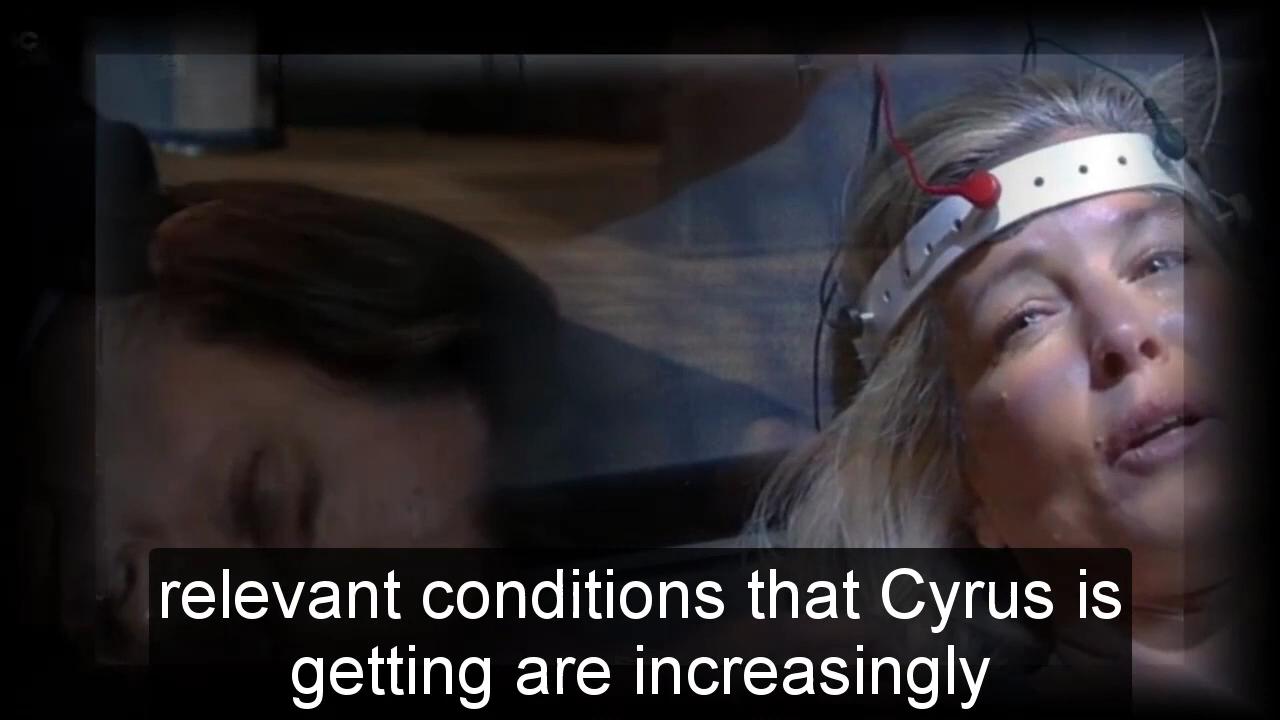 relevant conditions that Cyrus is
getting are increasingly